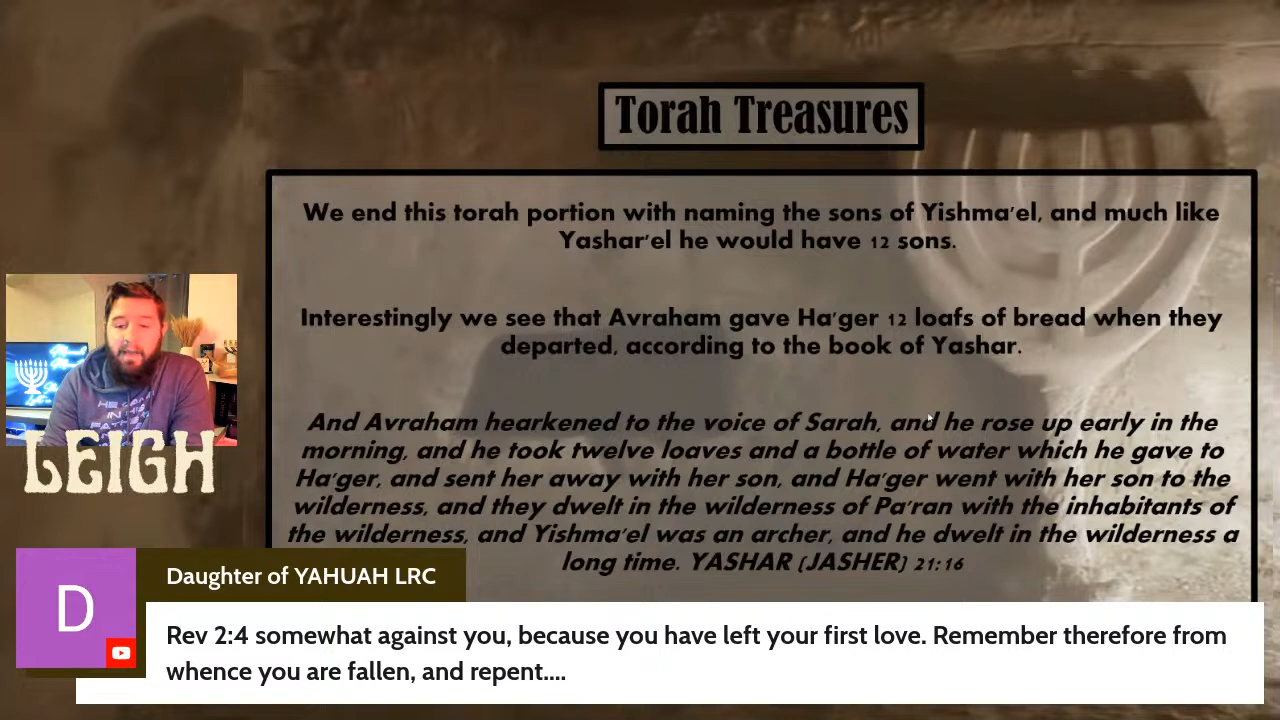 Torah Treasures
We end this torah portion with naming the sons of Yishma'el, and much like
Yashar'el he would have 12 sons.
Interestingly we see that Avraham gave Ha'ger 12 loafs of bread when they
departed, according to the book of Yashar.
And Avraham hearkened to the voice of Sarah, and he rose up early in the
morning, and he took twelve loaves and a bottle of water which he gave to
Ha'ger, and sent her away with her son, and Ha'ger went with her son to the
wilderness, and they dwelt in the wilderness of Pa'ran with the inhabitants of
the wilderness, and Yishma'el was an archer, and he dwelt in the wilderness a
long time. YASHAR (JASHER) 21:16
LEIGH
D
Daughter of YAHUAH LRC
Rev 2:4 somewhat against you, because you have left your first love. Remember therefore from
whence you are fallen, and repent....